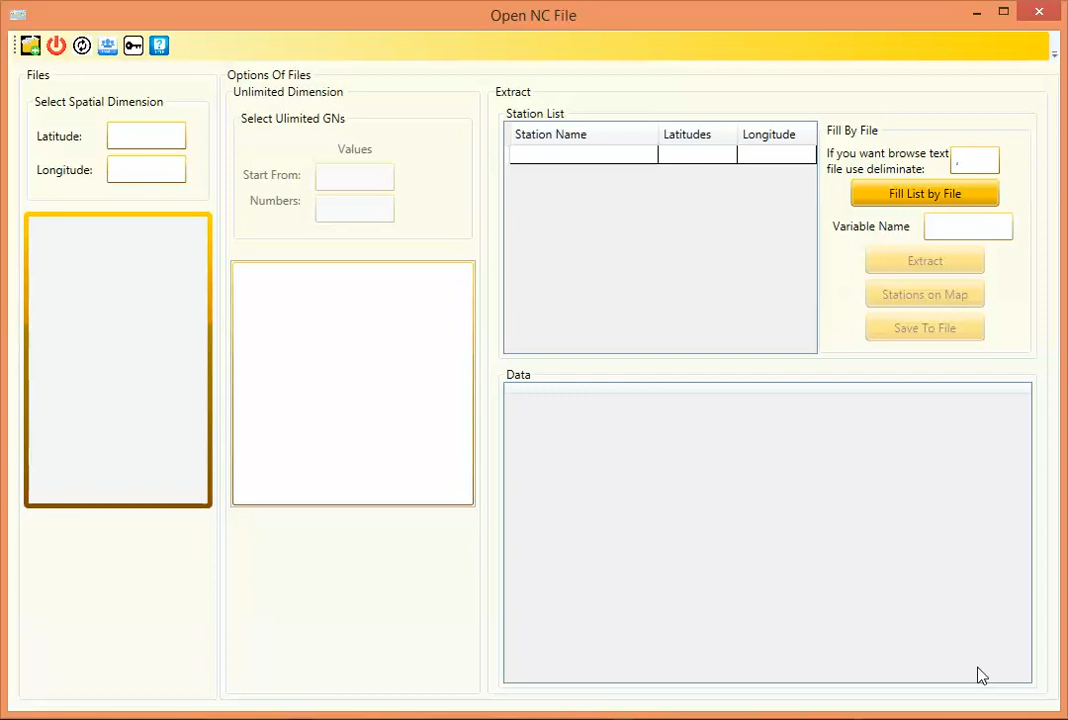 Open NC File
Files
Select Spatial Dimension
Latitude:
Longitude:
Options Of Files
Unlimited Dimension
Select Ulimited GNs
Values
Start From:
Numbers:
Extract
Station List
Station Name Latitudes Longitude
Fill By File
If you want browse text
file use deliminate:
,
Fill List by File
Variable Name
Extract
Stations on Map
Save To File
Data